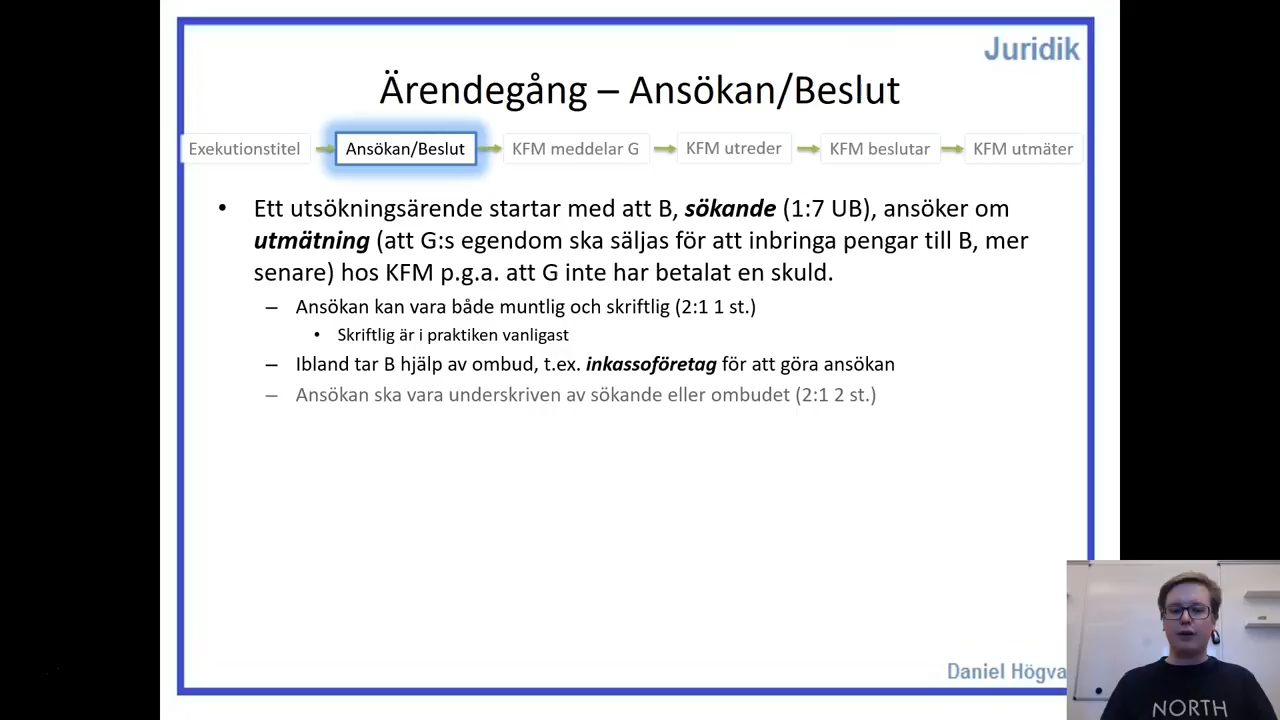 Juridik
Ärendegång – Ansökan/Beslut
Exekutionstitel
Ansökan/Beslut
KFM meddelar G
KFM utreder
KFM beslutar
KFM utmäter
• Ett utsökningsärende startar med att B, sökande (1:7 UB), ansöker om
utmätning (att G:s egendom ska säljas för att inbringa pengar till B, mer
senare) hos KFM p.g.a. att G inte har betalat en skuld.
– Ansökan kan vara både muntlig och skriftlig (2:1 1 st.)
• Skriftlig är i praktiken vanligast
– Ibland tar B hjälp av ombud, t.ex. inkassoföretag för att göra ansökan
– Ansökan ska vara underskriven av sökande eller ombudet (2:1 2 st.)
Daniel Högva
NORTH